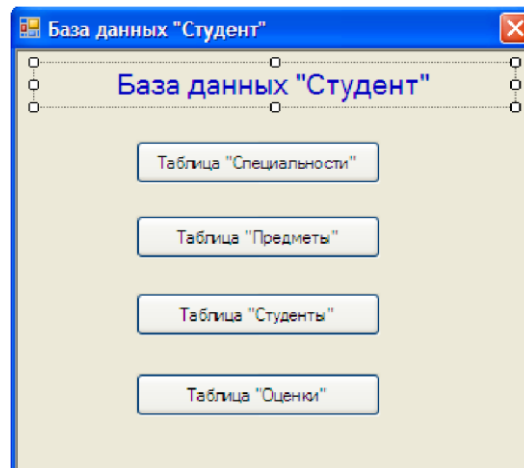 База данных "Студент"
База данных "Студент"
Таблица "Специальности"
Таблица "Предметы"
Таблица "Студенты"
Таблица "Оценки"